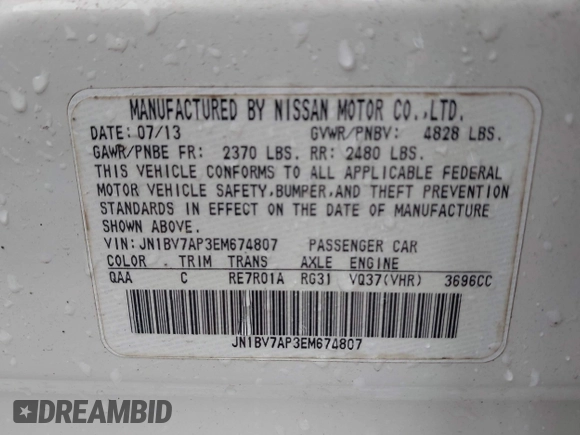 MANUFACTURED BY NISSAN MOTOR CO.,LTD.
DATE: 07/13 GVWR/PNBV: 4828 LBS.
GAWR/PNBE FR: 2370 LBS. RR: 2480 LBS.
THIS VEHICLE CONFORMS TO ALL APPLICABLE FEDERAL
MOTOR VEHICLE SAFETY,BUMPER,AND THEFT PREVENTION
STANDARDS IN EFFECT ON THE DATE OF MANUFACTURE
SHOWN ABOVE.
VIN: JN1BV7AP3EM674807 PASSENGER CAR
COLOR TRIM TRANS AXLE ENGINE
QAA C RE7R01A RG31 VQ37(VHR) 3696CC
JN1BV7AP3EM674807
DREAMBID